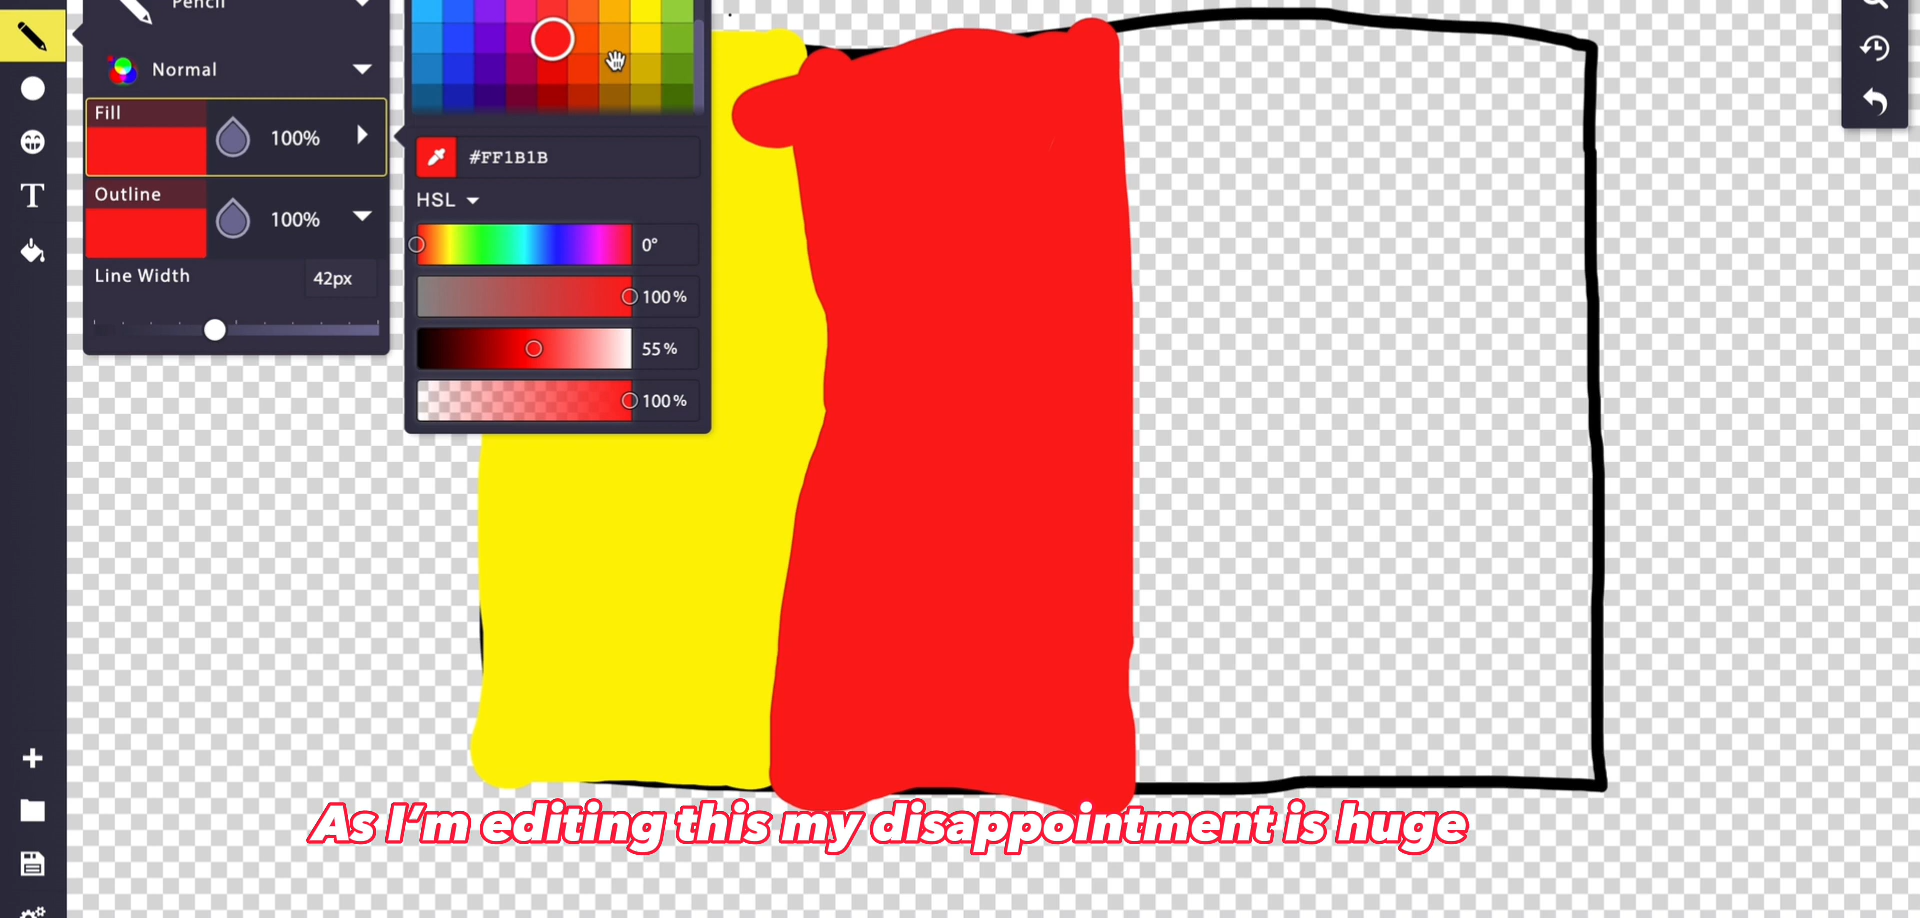 Pencil
Normal
Fill
100%
#FF1B1B
Outline
100%
HSL
Line Width
42px
0°
100%
55%
100%
T
As I'm editing this my disappointment is huge